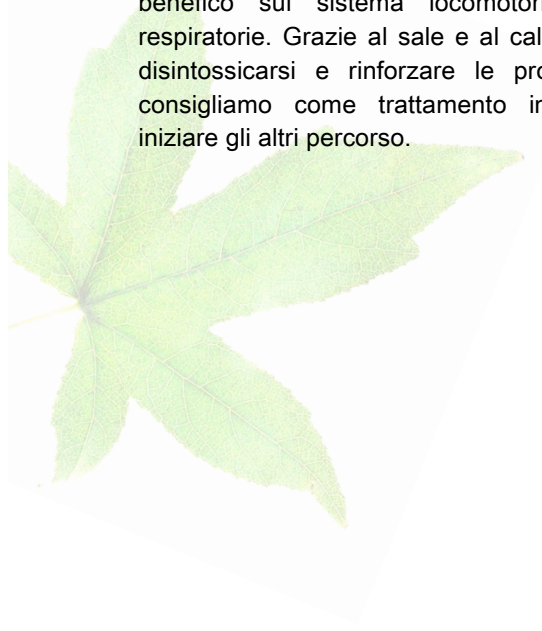 benefico sul sistema locomotori
respiratorie. Grazie al sale e al cal
disintossicarsi e rinforzare le pro
consigliamo come trattamento in
iniziare gli altri percorso.